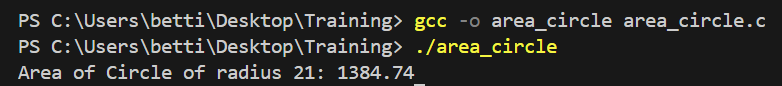 PS C:\Users\betti\Desktop\Training> gcc -o area_circle area_circle.c
PS C:\Users\betti\Desktop\Training> ./area_circle
Area of Circle of radius 21: 1384.74